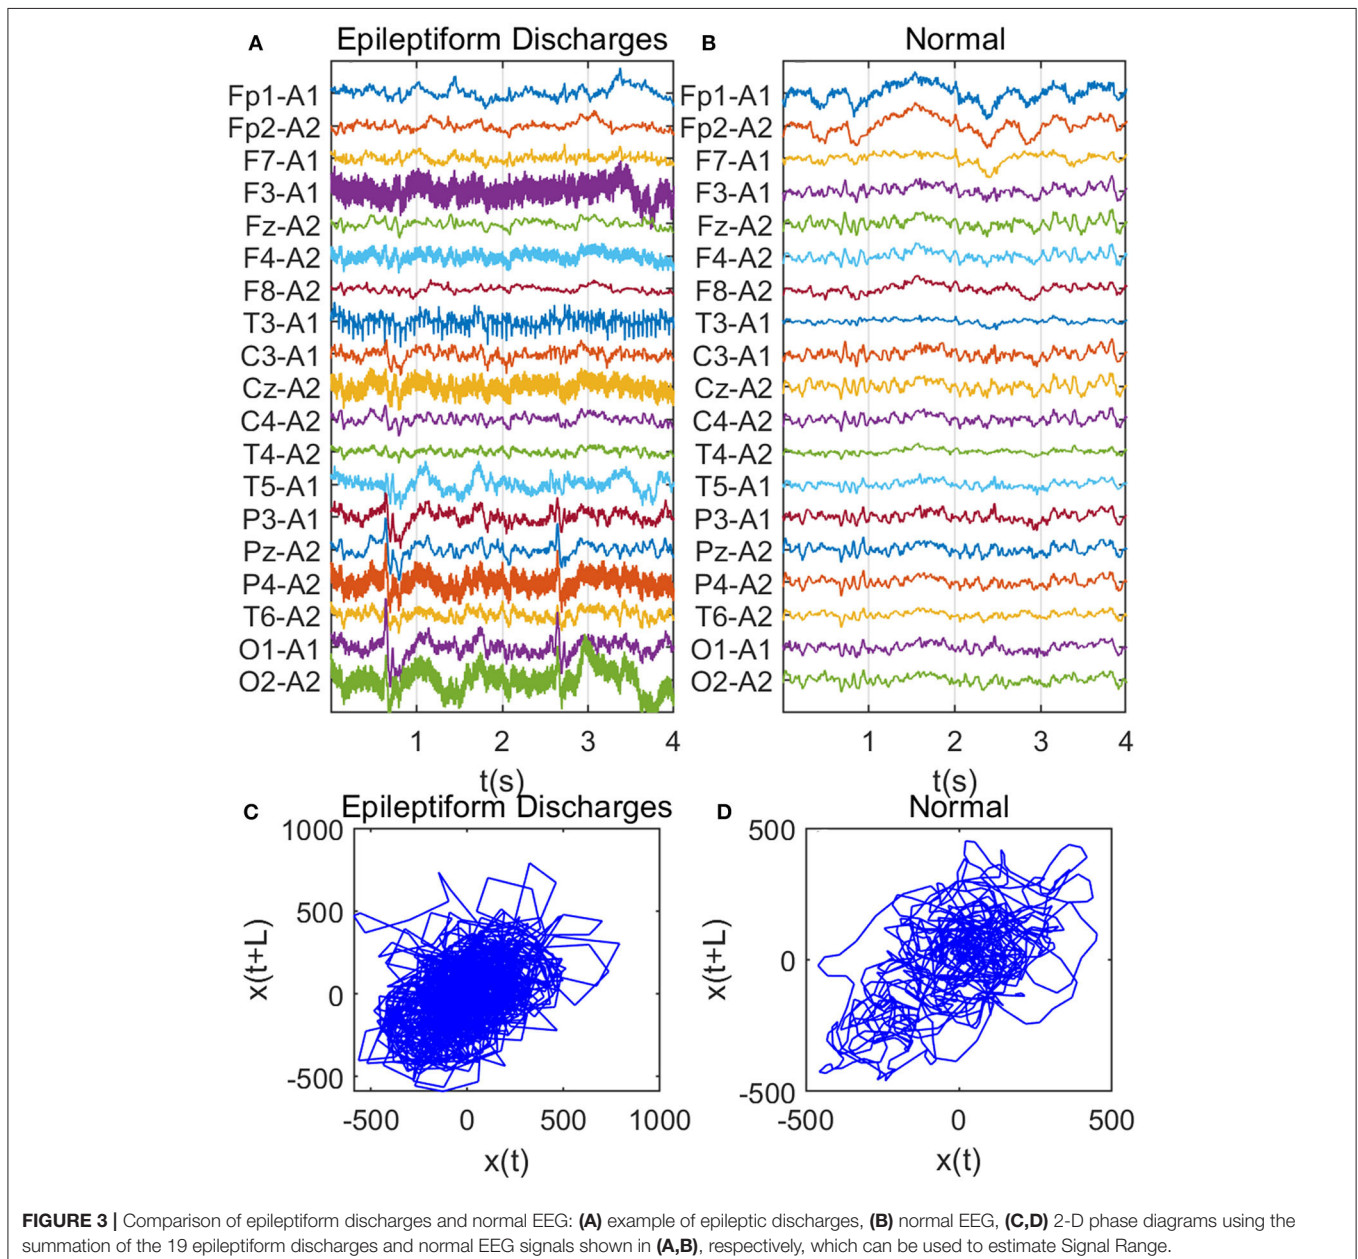 A Epileptiform Discharges
Fp1-A1
Fp2-A2
F7-A1
F3-A1
Fz-A2
F4-A2
F8-A2
T3-A1
C3-A1
Cz-A2
C4-A2
T4-A2
T5-A1
P3-A1
Pz-A2
P4-A2
T6-A2
O1-A1
O2-A2
1 2 3 4
t(s)
B Normal
Fp1-A1
Fp2-A2
F7-A1
F3-A1
Fz-A2
F4-A2
F8-A2
T3-A1
C3-A1
Cz-A2
C4-A2
T4-A2
T5-A1
P3-A1
Pz-A2
P4-A2
T6-A2
O1-A1
O2-A2
1 2 3 4
t(s)
C Epileptiform Discharges
1000
500
0
-500
x(t+L)
-500 0 500 1000
x(t)
D Normal
500
0
-500
x(t+L)
-500 0 500
x(t)
FIGURE 3 | Comparison of epileptiform discharges and normal EEG: (A) example of epileptic discharges, (B) normal EEG, (C,D) 2-D phase diagrams using the
summation of the 19 epileptiform discharges and normal EEG signals shown in (A,B), respectively, which can be used to estimate Signal Range.